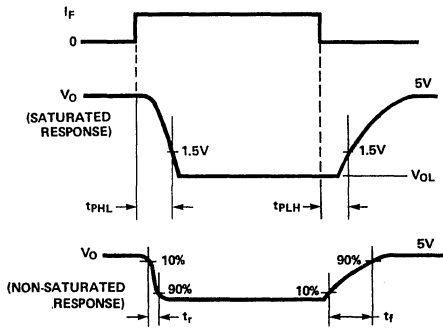 I_F
0
V_O
(SATURATED
RESPONSE)
5V
1.5V
1.5V
V_OL
t_PHL
t_PLH
V_O
5V
10%
90%
(NON-SATURATED
RESPONSE)
90%
10%
t_r
t_f